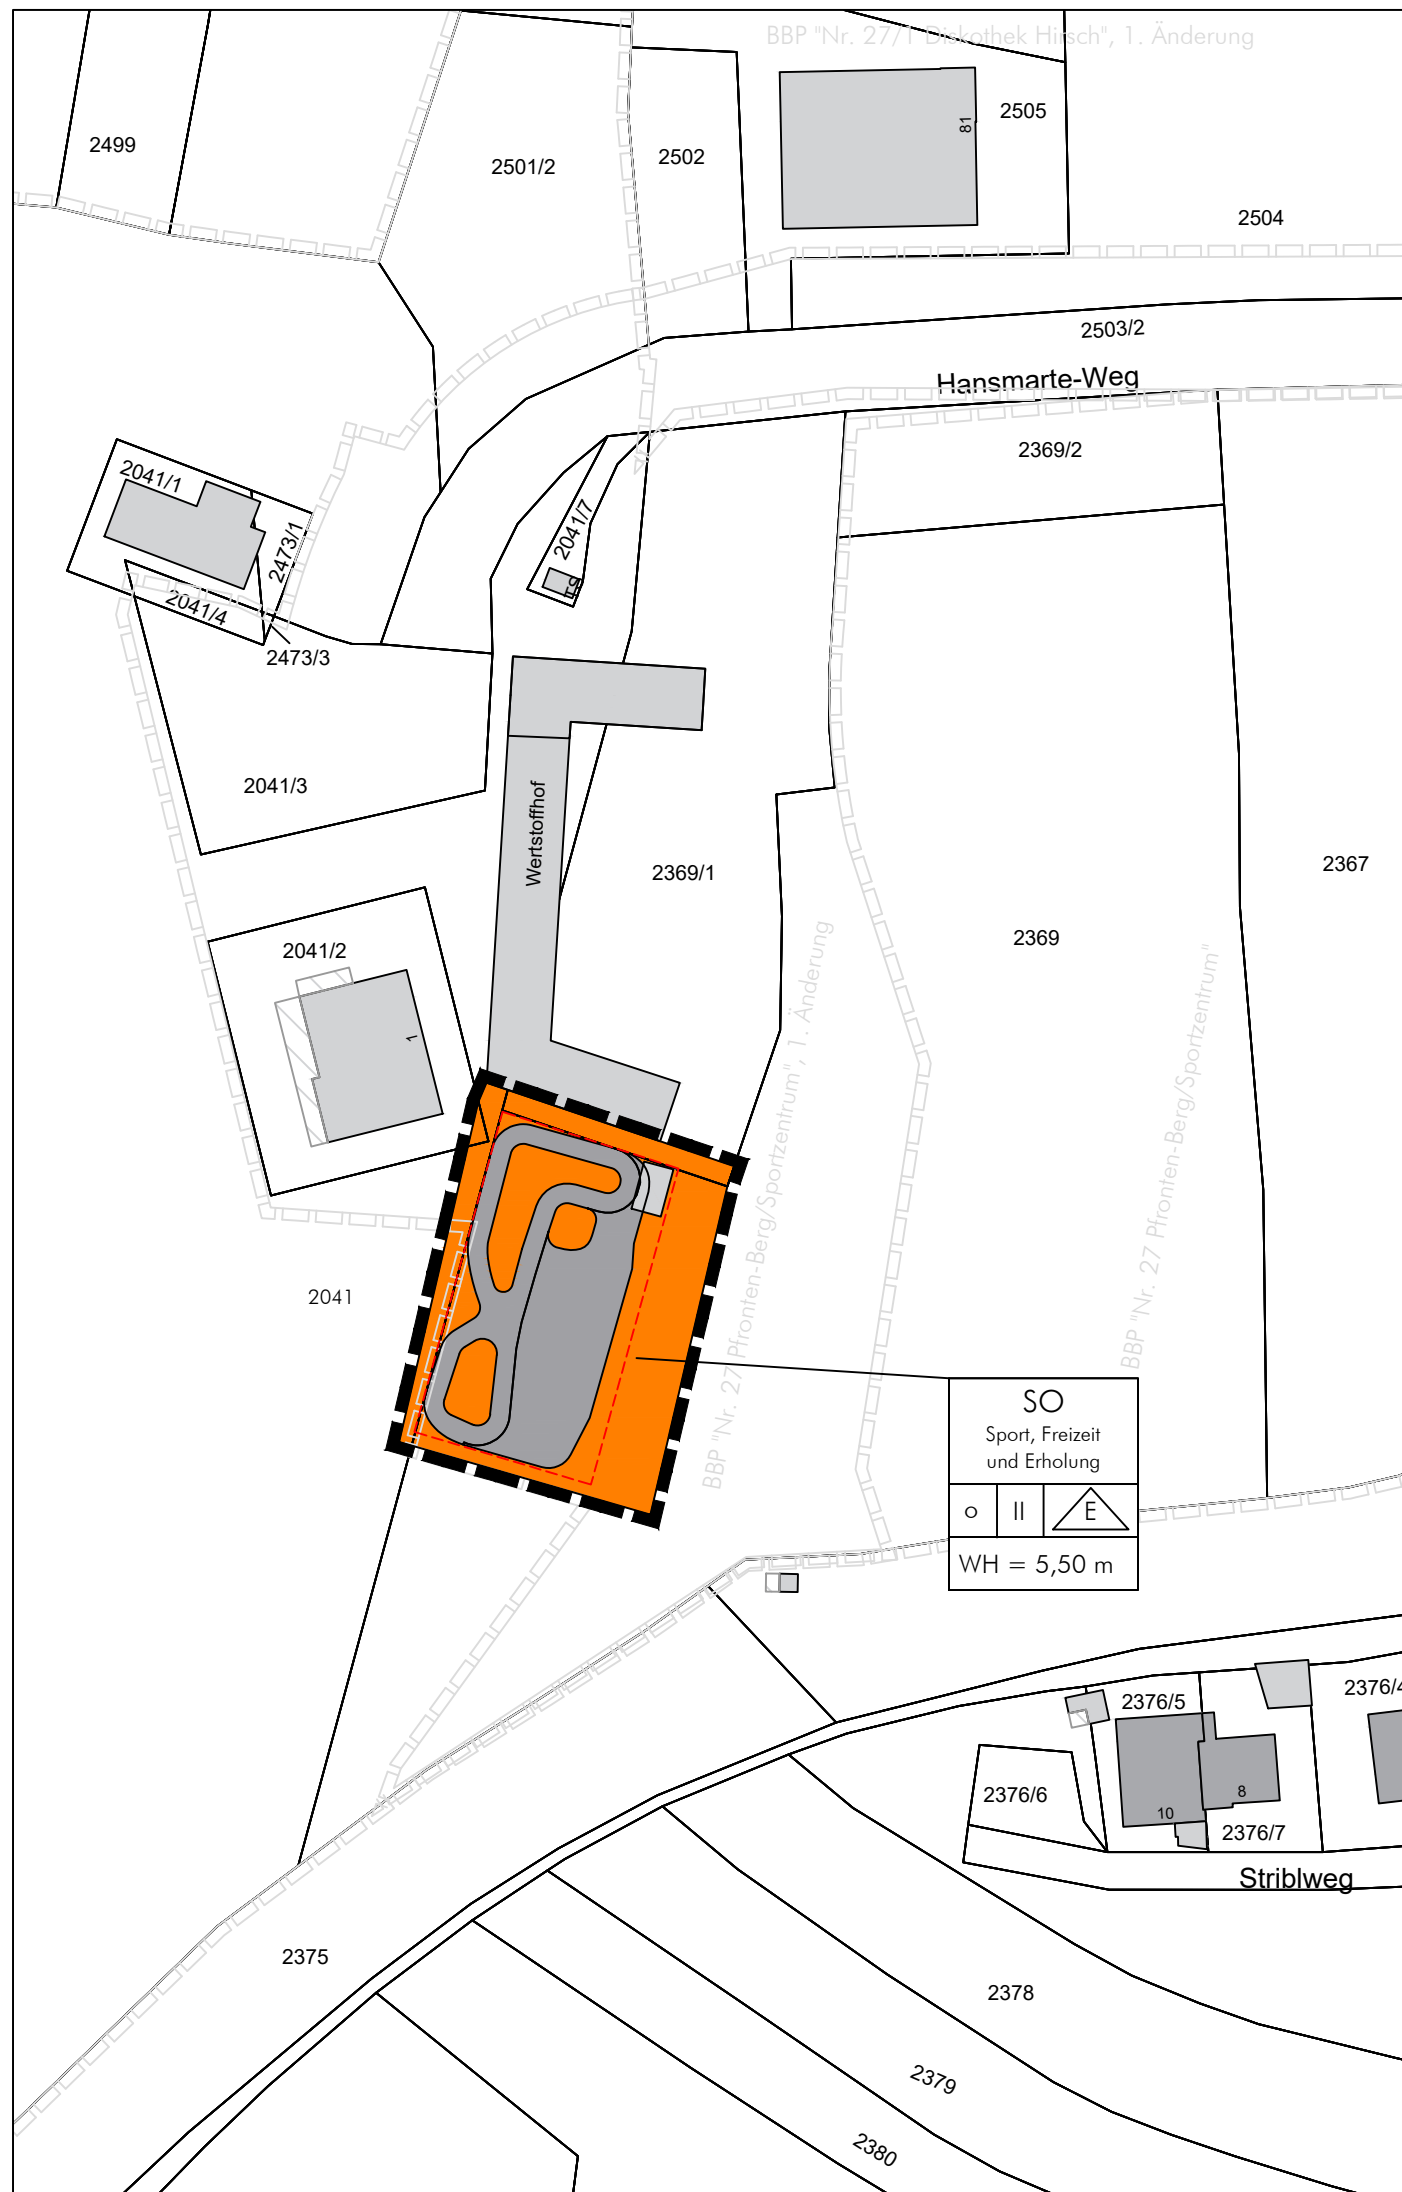 BBP "Nr. 27/1 Diskothek Hirsch", 1. Änderung
2499
2501/2
2502
81
2505
2504
2503/2
Hansmarte-Weg
2369/2
2041/1
2473/1
2041/7
2041/4
2473/3
2041/3
Wertstoffhof
2369/1
2367
2369
2041/2
1
BBP "Nr. 27 Pfronten-Berg/Sportzentrum", 1. Änderung
BBP "Nr. 27 Pfronten-Berg/Sportzentrum"
2041
SO
Sport, Freizeit
und Erholung
o
II
E
WH = 5,50 m
2376/5
2376/4
2376/6
10
8
2376/7
Striblweg
2375
2378
2379
2380